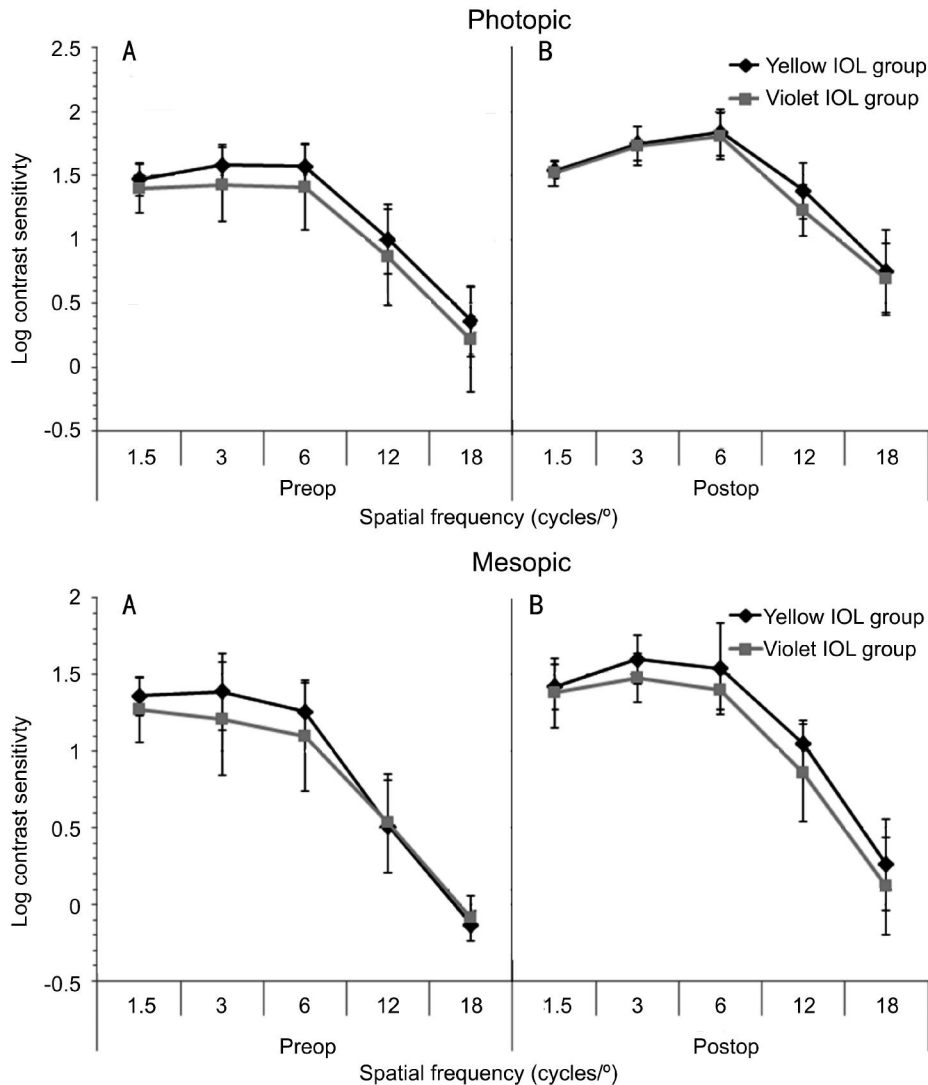 Photopic
A
B
Yellow IOL group
Violet IOL group
2.5
2
1.5
1
0.5
0
-0.5
Log contrast sensitivty
1.5 3 6 12 18 1.5 3 6 12 18
Preop Postop
Spatial frequency (cycles/º)
Mesopic
A
B
Yellow IOL group
Violet IOL group
2
1.5
1
0.5
0
-0.5
Log contrast sensitivty
1.5 3 6 12 18 1.5 3 6 12 18
Preop Postop
Spatial frequency (cycles/º)